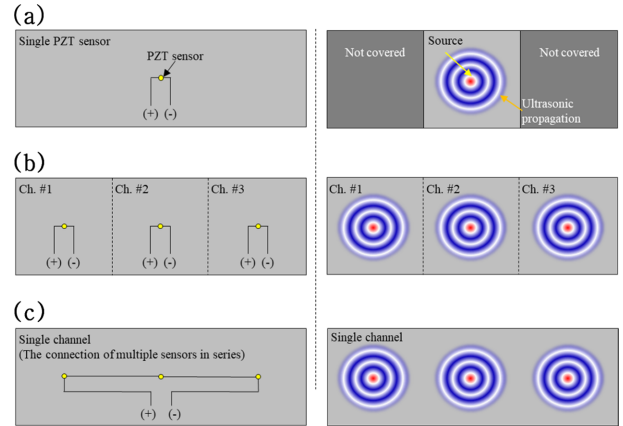 (a)
Single PZT sensor
PZT sensor
(+) (-)
Not covered
Source
Not covered
Ultrasonic
propagation
(b)
Ch. #1
Ch. #2
Ch. #3
(+) (-)
(+) (-)
(+) (-)
Ch. #1
Ch. #2
Ch. #3
(c)
Single channel
(The connection of multiple sensors in series)
(+) (-)
Single channel